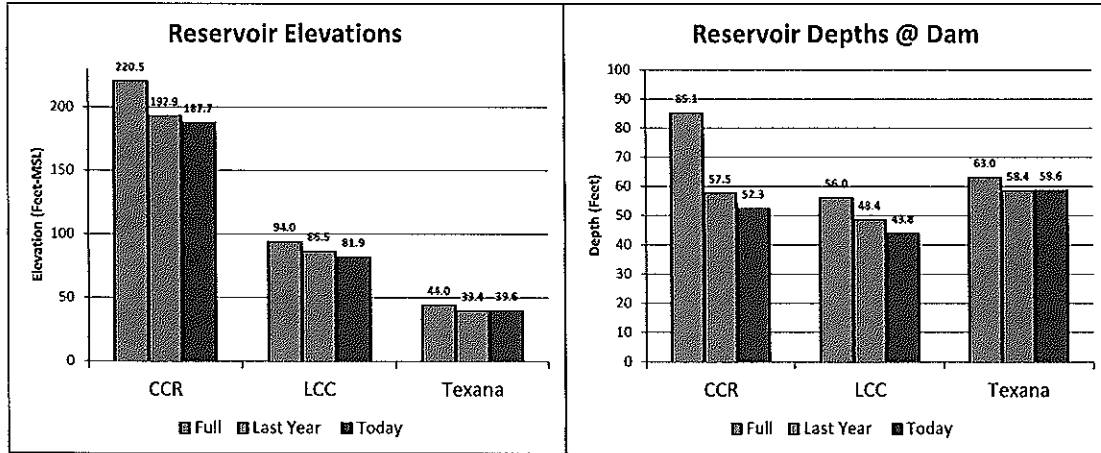 Reservoir Elevations
Elevation (Feet-MSL)
200
150
100
50
0
220.5
192.9
187.7
94.0
86.5
81.9
44.0
39.6
CCR
LCC
Texana
Full
Last Year
Today
Reservoir Depths @ Dam
Depth (Feet)
100
90
80
70
60
50
40
30
20
10
0
85.1
57.5
52.3
56.0
48.4
43.8
63.0
58.4
CCR
LCC
Texana
Full
Last Year
Today